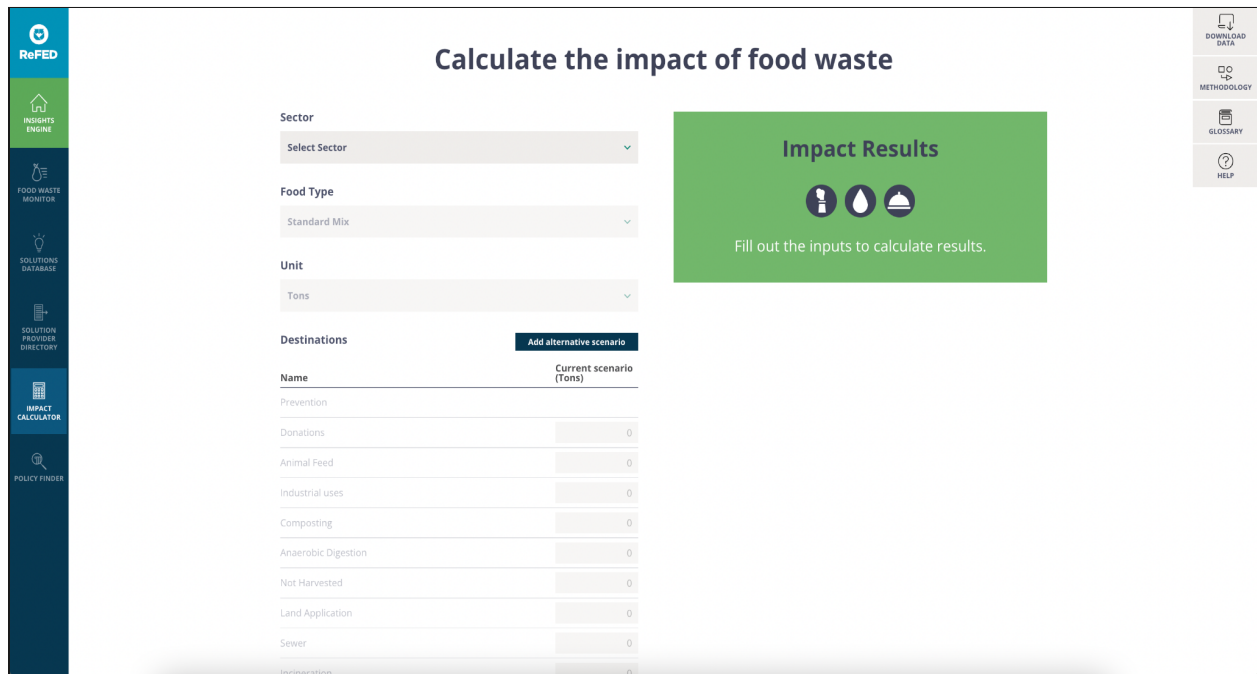 ReFED
INSIGHTS
ENGINE
FOOD WASTE
MONITOR
SOLUTIONS
DATABASE
SOLUTION
PROVIDER
DIRECTORY
IMPACT
CALCULATOR
POLICY FINDER
Calculate the impact of food waste
Sector
Select Sector
Food Type
Standard Mix
Unit
Tons
Destinations
Add alternative scenario
Name
Current scenario
(Tons)
Prevention
Donations 0
Animal Feed 0
Industrial uses 0
Composting 0
Anaerobic Digestion 0
Not Harvested 0
Land Application 0
Sewer 0
Incineration 0
Impact Results
Fill out the inputs to calculate results.
DOWNLOAD
DATA
METHODOLOGY
GLOSSARY
HELP